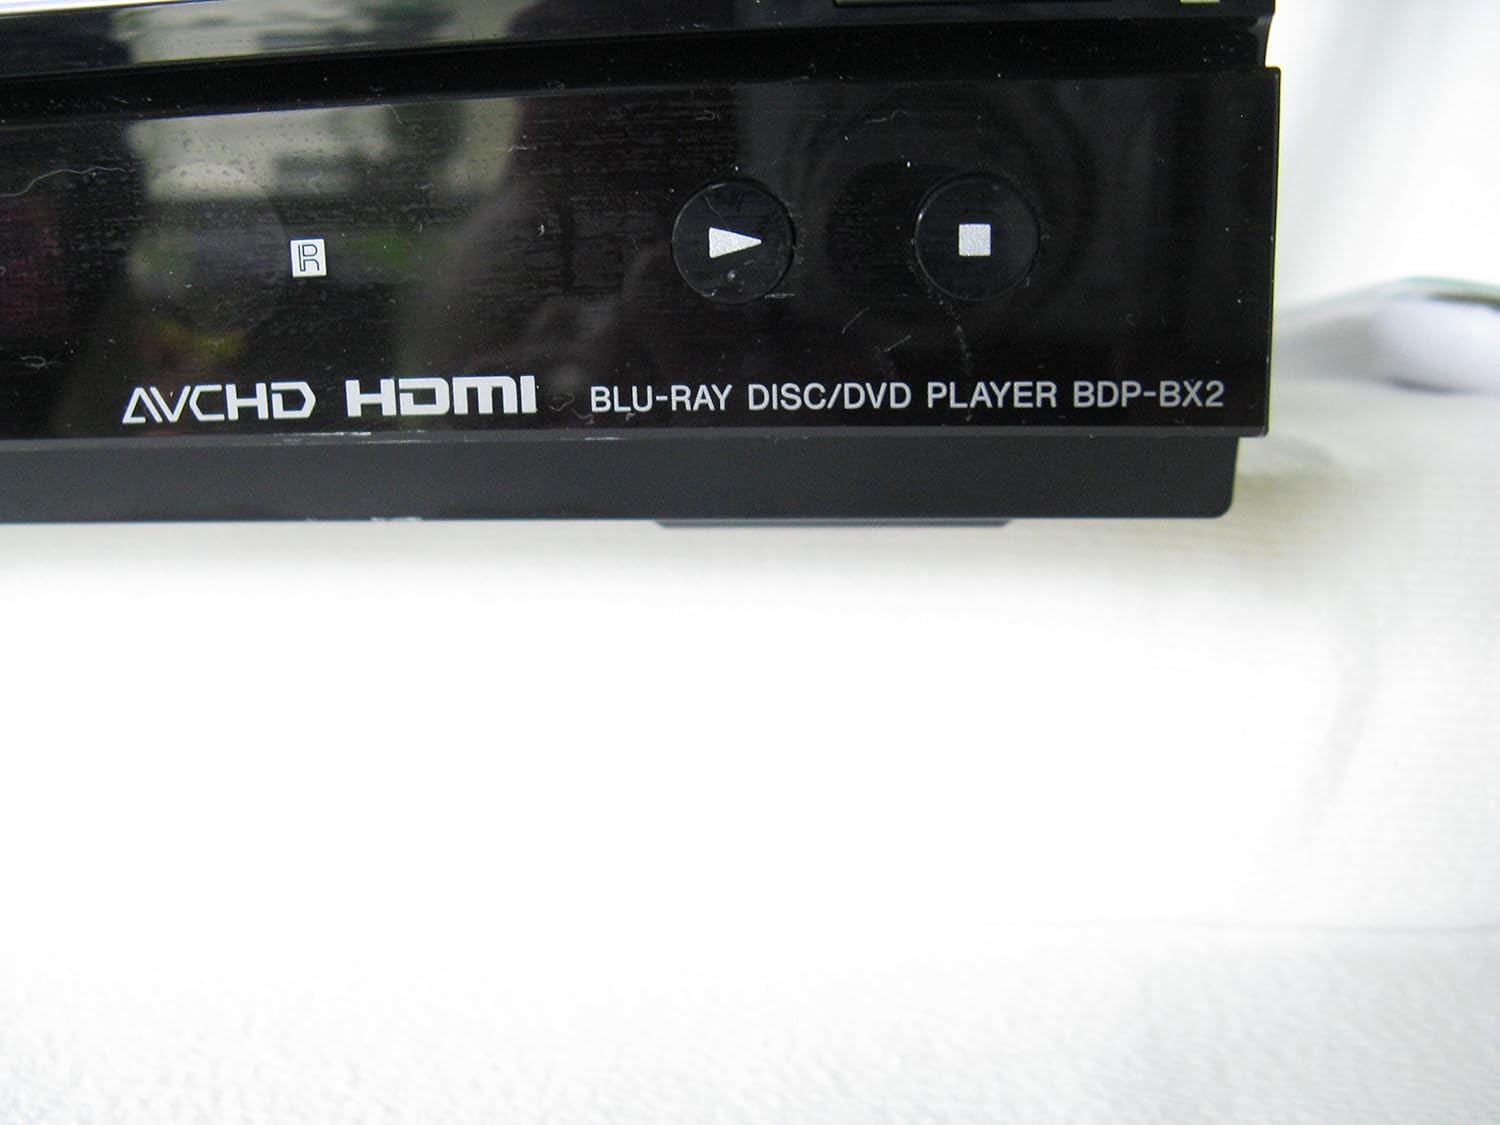 R
AVCHD HDMI BLU-RAY DISC/DVD PLAYER BDP-BX2